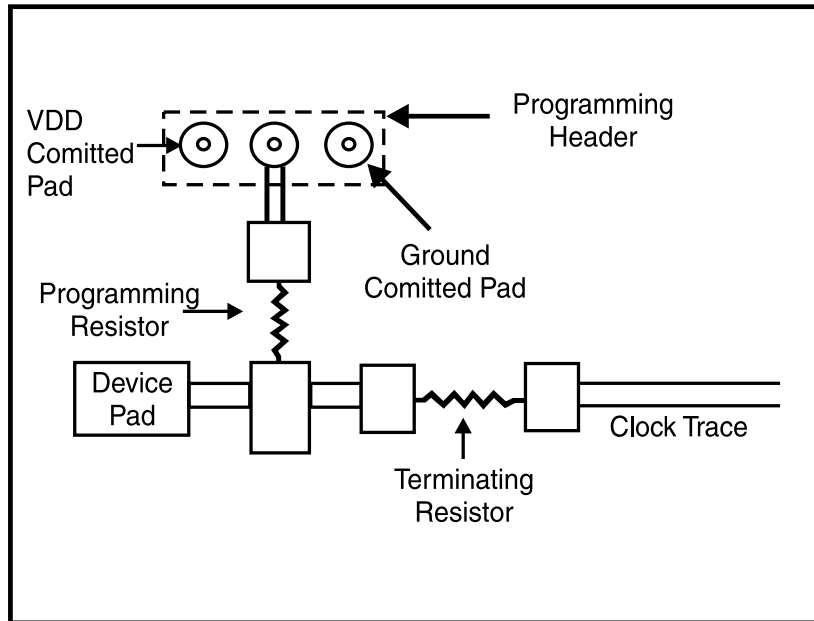 VDD
Comitted
Pad
Programming
Header
Ground
Comitted Pad
Programming
Resistor
Device
Pad
Clock Trace
Terminating
Resistor